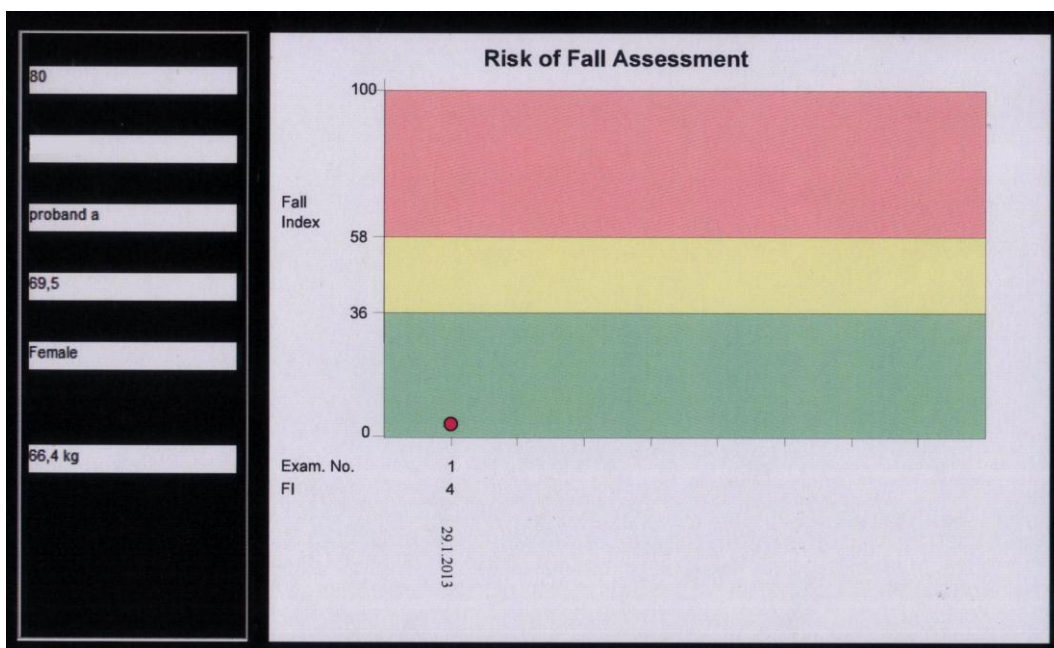 80
proband a
69,5
Female
66,4 kg
Risk of Fall Assessment
100
Fall
Index
58
36
0
Exam. No. 1
FI 4
29.1.2013